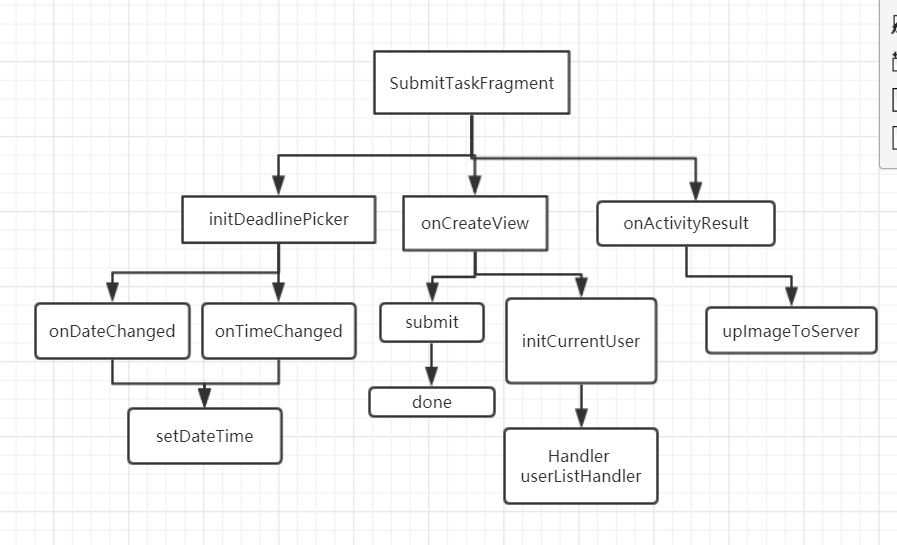 SubmitTaskFragment
initDeadlinePicker
onCreateView
onActivityResult
onDateChanged
onTimeChanged
submit
initCurrentUser
upImageToServer
done
setDateTime
Handler
userListHandler